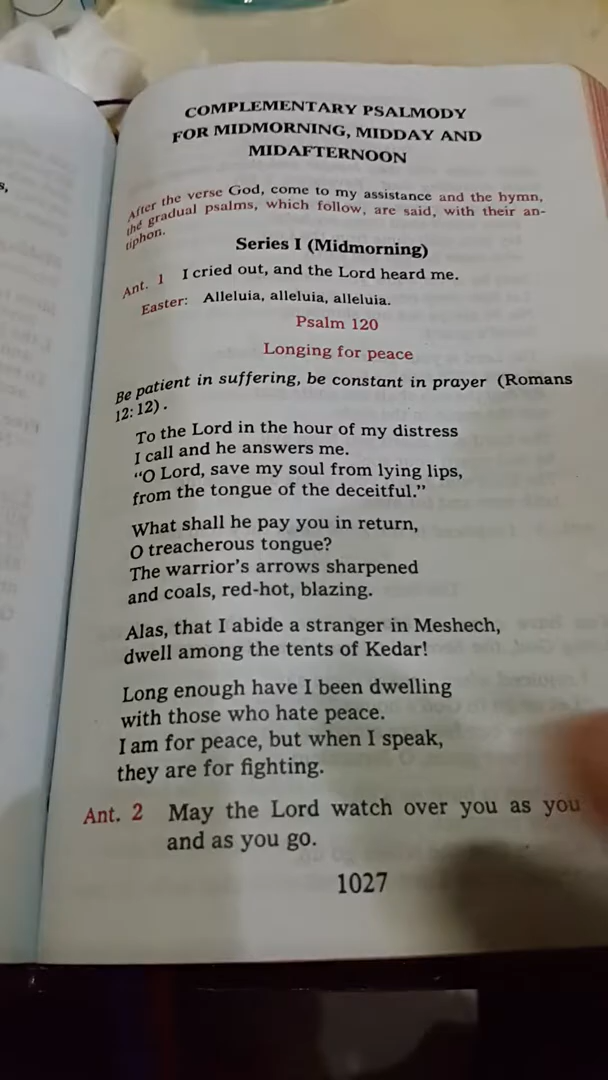 COMPLEMENTARY PSALMODY
FOR MIDMORNING, MIDDAY AND
MIDAFTERNOON
After the verse God, come to my assistance and the hymn,
the gradual psalms, which follow, are said, with their an-
tiphon.
Series I (Midmorning)
Ant. 1 I cried out, and the Lord heard me.
Easter: Alleluia, alleluia, alleluia.
Psalm 120
Longing for peace
Be patient in suffering, be constant in prayer (Romans
12:12).
To the Lord in the hour of my distress
I call and he answers me.
“O Lord, save my soul from lying lips,
from the tongue of the deceitful.”
What shall he pay you in return,
O treacherous tongue?
The warrior’s arrows sharpened
and coals, red-hot, blazing.
Alas, that I abide a stranger in Meshech,
dwell among the tents of Kedar!
Long enough have I been dwelling
with those who hate peace.
I am for peace, but when I speak,
they are for fighting.
Ant. 2 May the Lord watch over you as you
and as you go.
1027